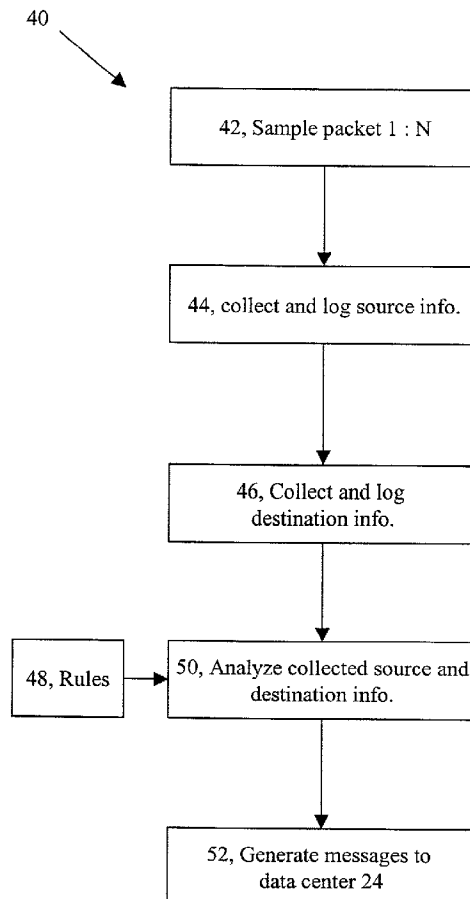 40
42, Sample packet 1 : N
44, collect and log source info.
46, Collect and log
destination info.
48, Rules
50, Analyze collected source and
destination info.
52, Generate messages to
data center 24